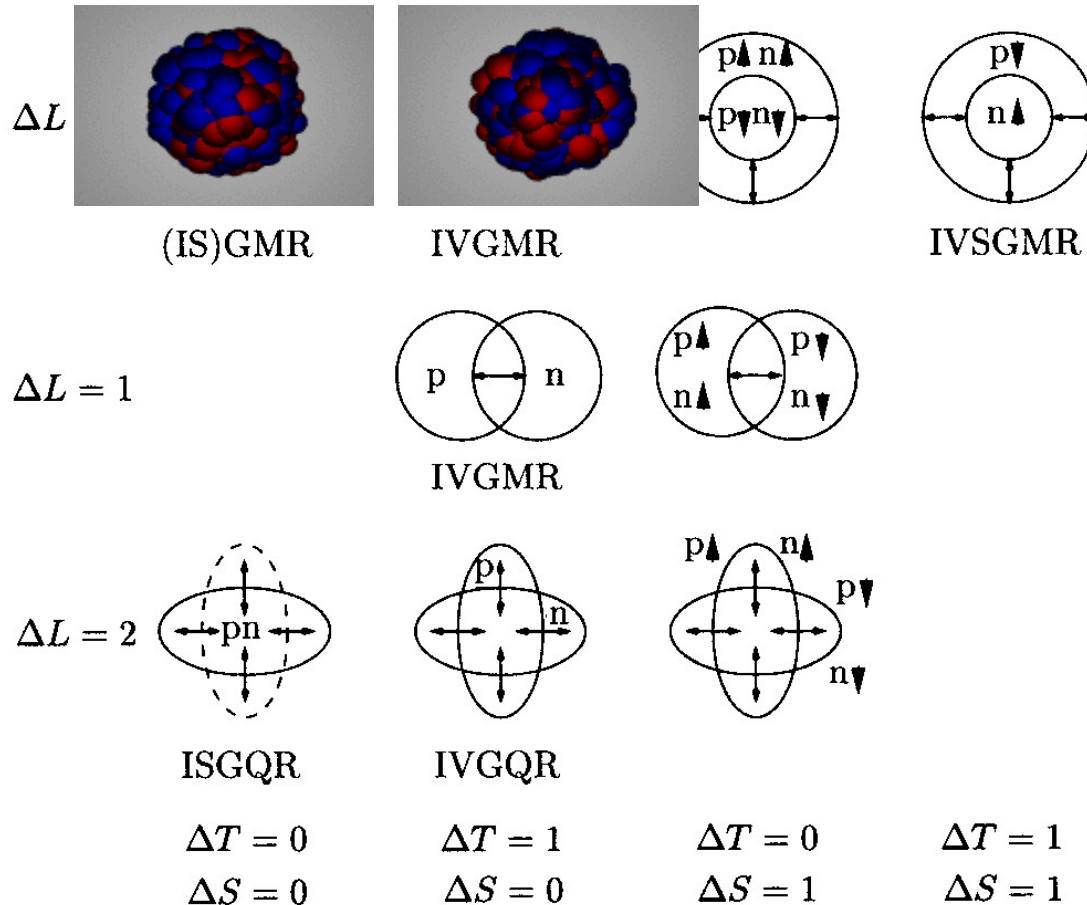 ΔL
p n
p n
p
n
(IS)GMR IVGMR IVSGMR
ΔL = 1
p n
p p
n n
IVGMR
ΔL = 2
pn
p n
p n
p
n
ISGQR IVGQR
ΔT = 0 ΔT = 1 ΔT = 0 ΔT = 1
ΔS = 0 ΔS = 0 ΔS = 1 ΔS = 1